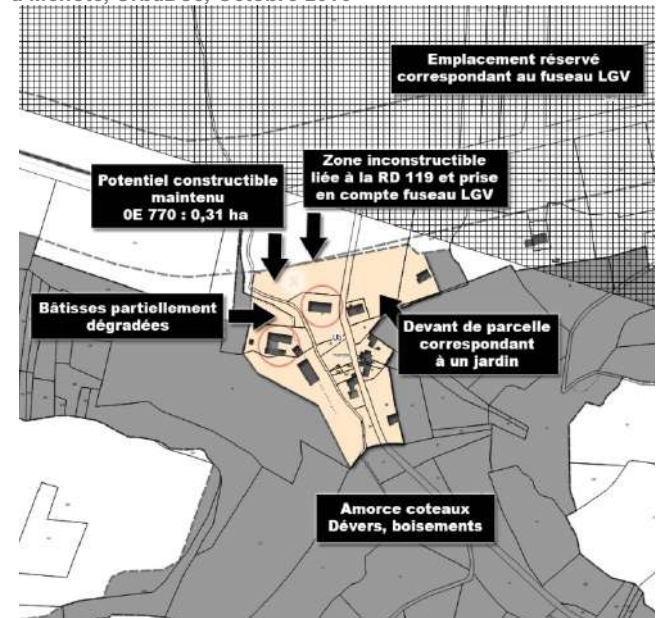 Emplacement réservé
correspondant au fuseau LGV
Zone inconstructible
liée à la RD 119 et prise
en compte fuseau LGV
Potentiel constructible
maintenu
0E 770 : 0,31 ha
Bâtisses partiellement
dégradées
Ub
Devant de parcelle
correspondant
à un jardin
Amorce coteaux
Dévers, boisements